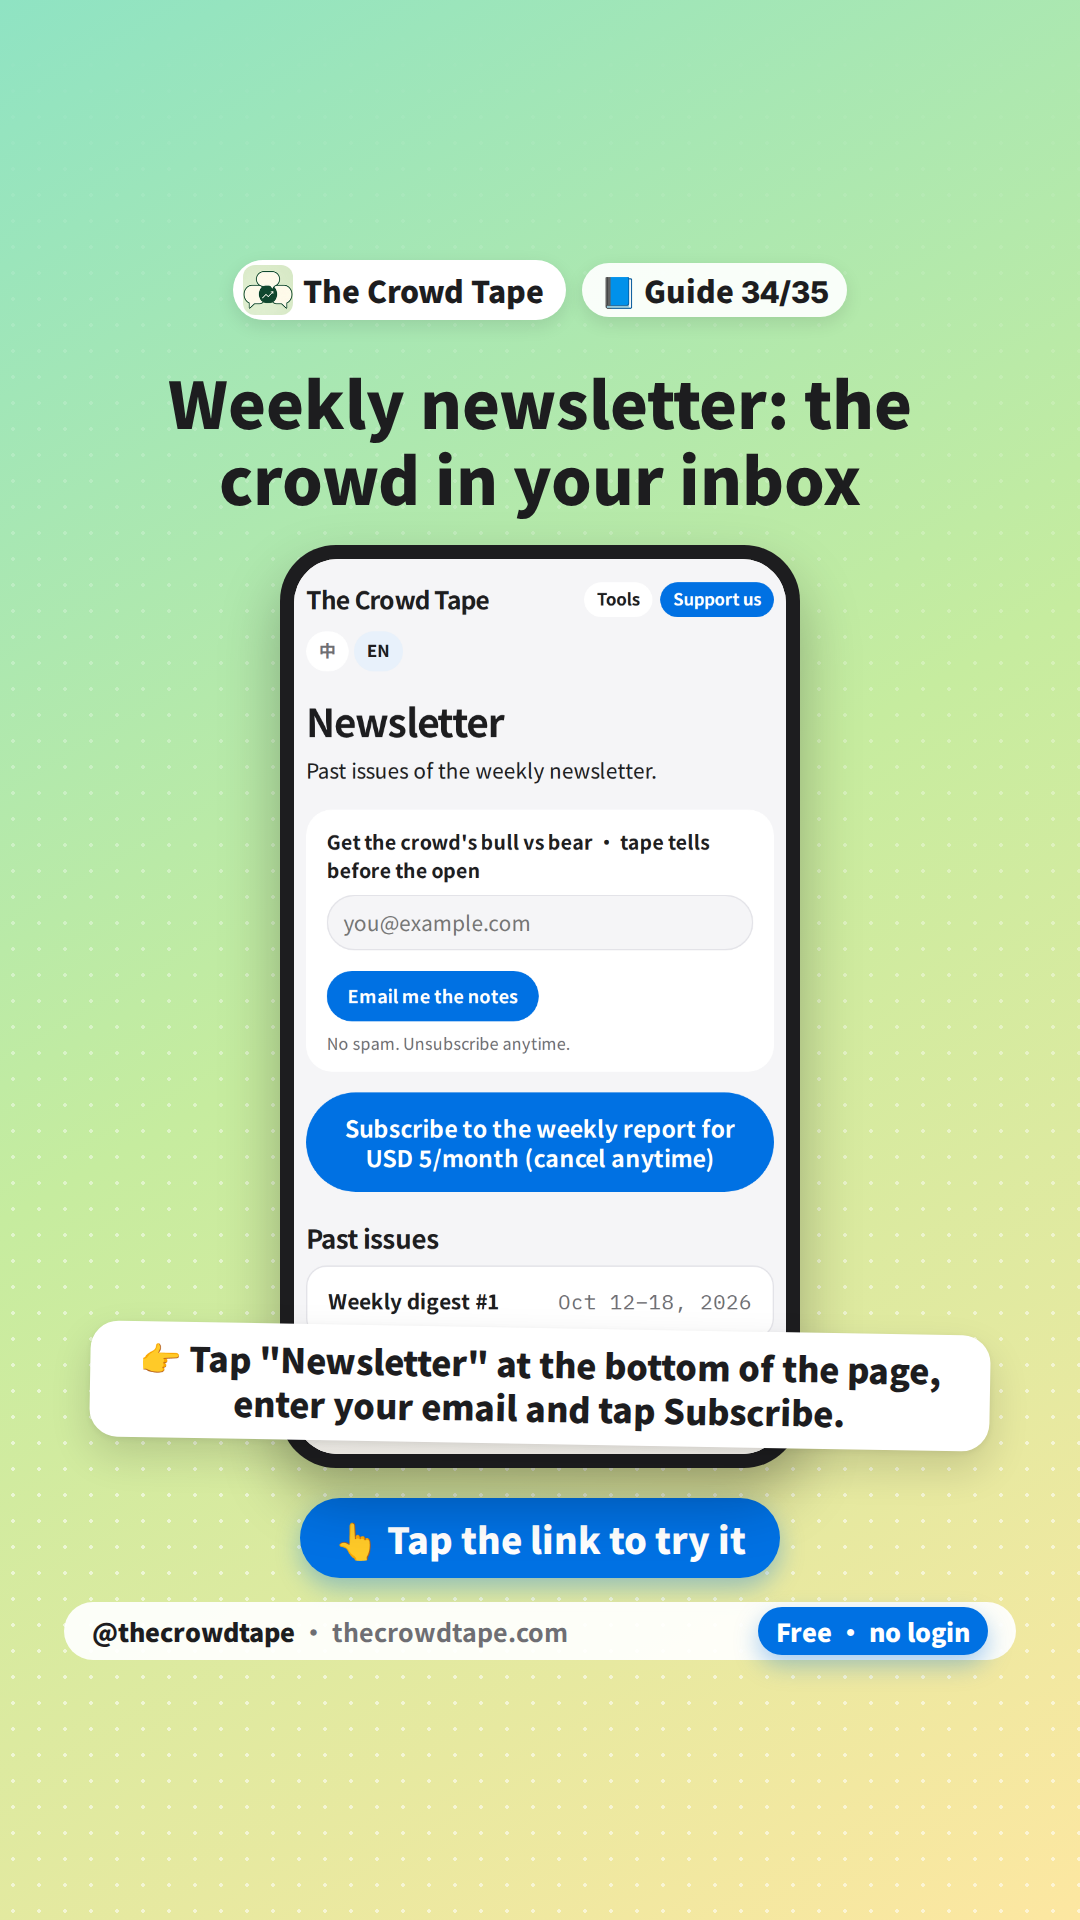 The Crowd Tape
📘 Guide 34/35
Weekly newsletter: the
crowd in your inbox
The Crowd Tape
Tools
Support us
中
EN
Newsletter
Past issues of the weekly newsletter.
Get the crowd's bull vs bear • tape tells
before the open
you@example.com
Email me the notes
No spam. Unsubscribe anytime.
Subscribe to the weekly report for
USD 5/month (cancel anytime)
Past issues
Weekly digest #1
Oct 12–18, 2026
👉 Tap "Newsletter" at the bottom of the page,
enter your email and tap Subscribe.
👆 Tap the link to try it
@thecrowdtape • thecrowdtape.com
Free • no login